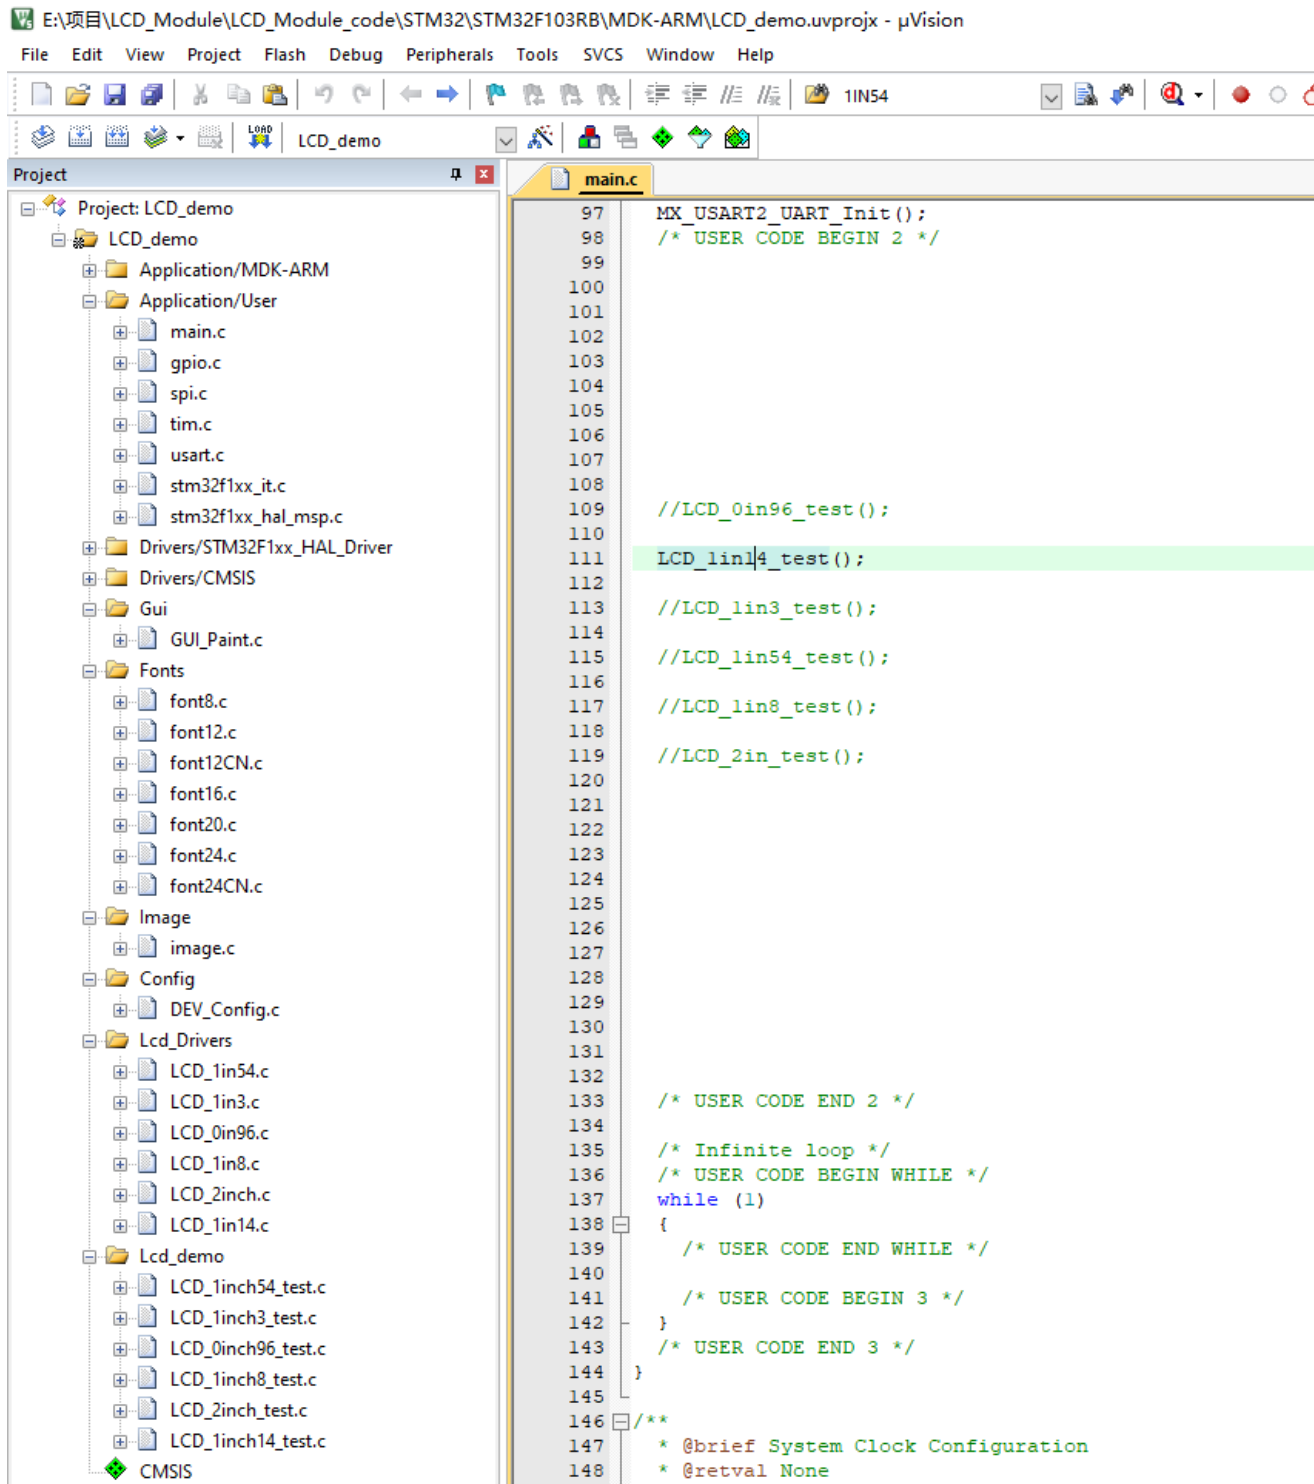 E:\项目\LCD_Module\LCD_Module_code\STM32\STM32F103RB\MDK-ARM\LCD_demo.uvprojx - µVision
File Edit View Project Flash Debug Peripherals Tools SVCS Window Help
1IN54
LOAD LCD_demo
Project
Project: LCD_demo
LCD_demo
Application/MDK-ARM
Application/User
main.c
gpio.c
spi.c
tim.c
usart.c
stm32f1xx_it.c
stm32f1xx_hal_msp.c
Drivers/STM32F1xx_HAL_Driver
Drivers/CMSIS
Gui
GUI_Paint.c
Fonts
font8.c
font12.c
font12CN.c
font16.c
font20.c
font24.c
font24CN.c
Image
image.c
Config
DEV_Config.c
Lcd_Drivers
LCD_1in54.c
LCD_1in3.c
LCD_0in96.c
LCD_1in8.c
LCD_2inch.c
LCD_1in14.c
Lcd_demo
LCD_1inch54_test.c
LCD_1inch3_test.c
LCD_0inch96_test.c
LCD_1inch8_test.c
LCD_2inch_test.c
LCD_1inch14_test.c
CMSIS
main.c
97 MX_USART2_UART_Init();
98 /* USER CODE BEGIN 2 */
99
100
101
102
103
104
105
106
107
108
109 //LCD_0in96_test();
110
111 LCD_1in14_test();
112
113 //LCD_1in3_test();
114
115 //LCD_1in54_test();
116
117 //LCD_1in8_test();
118
119 //LCD_2in_test();
120
121
122
123
124
125
126
127
128
129
130
131
132
133 /* USER CODE END 2 */
134
135 /* Infinite loop */
136 /* USER CODE BEGIN WHILE */
137 while (1)
138 {
139 /* USER CODE END WHILE */
140
141 /* USER CODE BEGIN 3 */
142 }
143 /* USER CODE END 3 */
144 }
145
146 /**
147 * @brief System Clock Configuration
148 * @retval None